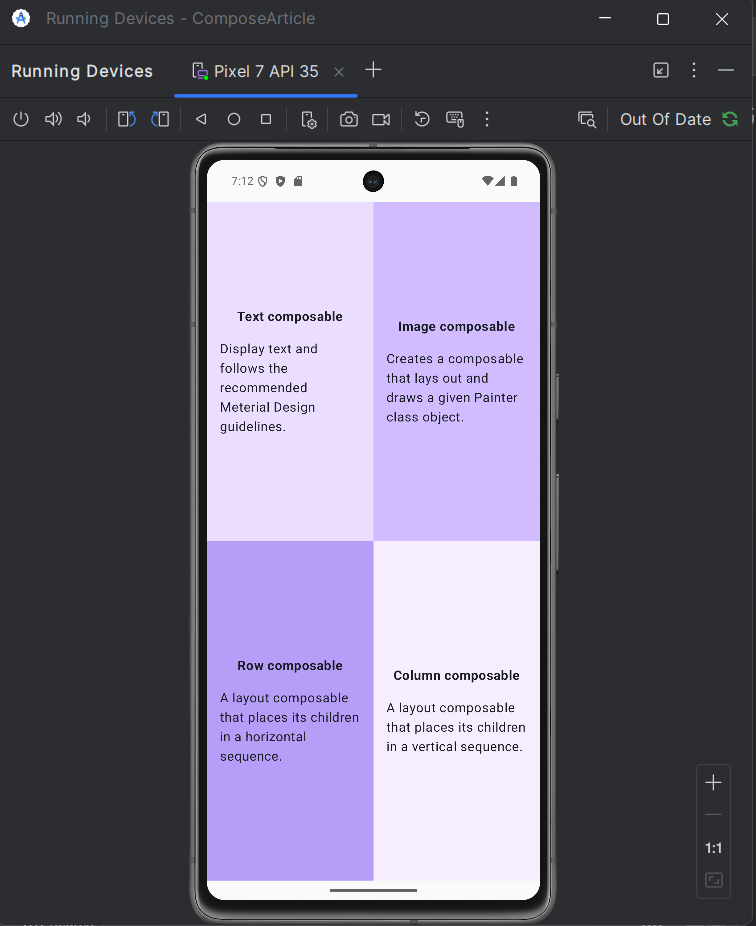 Running Devices - ComposeArticle
Running Devices
Pixel 7 API 35
Out Of Date
7:12
Text composable
Display text and
follows the
recommended
Meterial Design
guidelines.
Image composable
Creates a composable
that lays out and
draws a given Painter
class object.
Row composable
A layout composable
that places its children
in a horizontal
sequence.
Column composable
A layout composable
that places its children
in a vertical sequence.
1:1